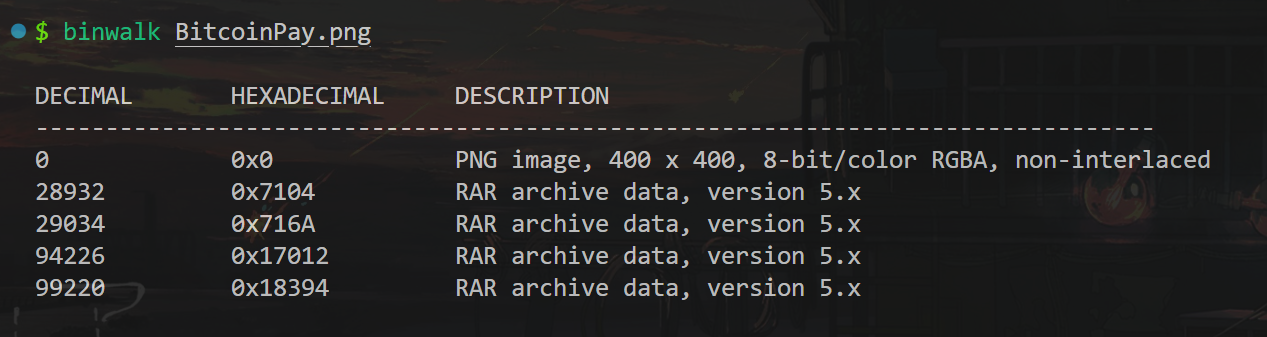 $ binwalk BitcoinPay.png
DECIMAL HEXADECIMAL DESCRIPTION
--------------------------------------------------------------------------------
0 0x0 PNG image, 400 x 400, 8-bit/color RGBA, non-interlaced
28932 0x7104 RAR archive data, version 5.x
29034 0x716A RAR archive data, version 5.x
94226 0x17012 RAR archive data, version 5.x
99220 0x18394 RAR archive data, version 5.x